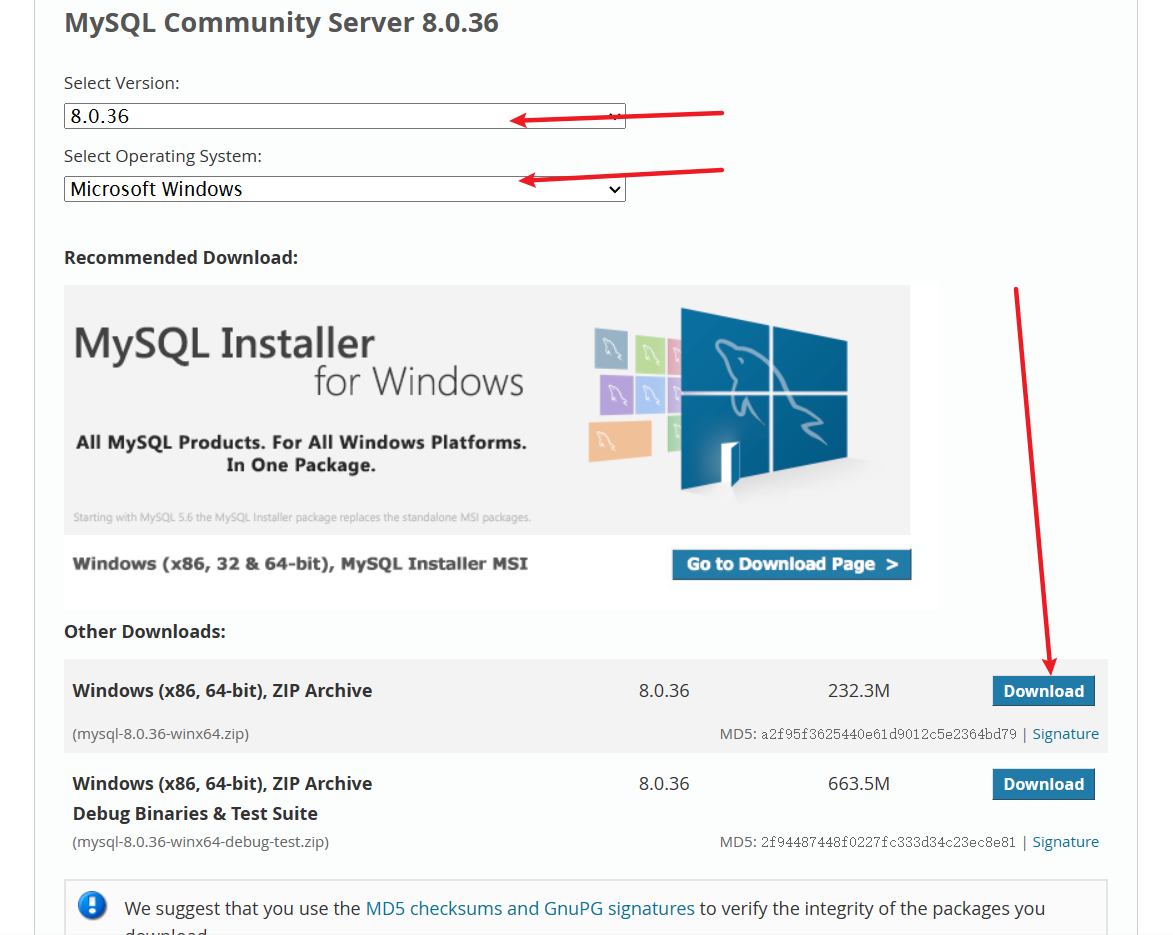 MySQL Community Server 8.0.36
Select Version:
8.0.36
Select Operating System:
Microsoft Windows
Recommended Download:
MySQL Installer
for Windows
All MySQL Products. For All Windows Platforms.
In One Package.
Starting with MySQL 5.6 the MySQL Installer package replaces the standalone MSI packages.
Windows (x86, 32 & 64-bit), MySQL Installer MSI
Go to Download Page >
Other Downloads:
Windows (x86, 64-bit), ZIP Archive 8.0.36 232.3M Download
(mysql-8.0.36-winx64.zip) MD5: a2f95f3625440e61d9012c5e2364bd79 | Signature
Windows (x86, 64-bit), ZIP Archive 8.0.36 663.5M Download
Debug Binaries & Test Suite
(mysql-8.0.36-winx64-debug-test.zip) MD5: 2f94487448f0227fc333d34c23ec8e81 | Signature
We suggest that you use the MD5 checksums and GnuPG signatures to verify the integrity of the packages you